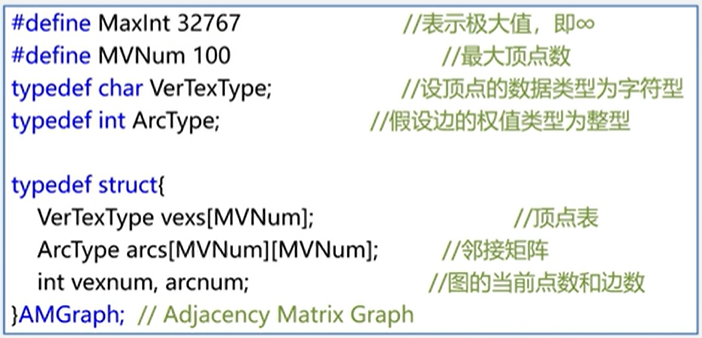 #define MaxInt 32767 //表示极大值，即∞
#define MVNum 100 //最大顶点数
typedef char VerTexType; //设顶点的数据类型为字符型
typedef int ArcType; //假设边的权值类型为整型
typedef struct{
VerTexType vexs[MVNum]; //顶点表
ArcType arcs[MVNum][MVNum]; //邻接矩阵
int vexnum, arcnum; //图的当前点数和边数
}AMGraph; // Adjacency Matrix Graph